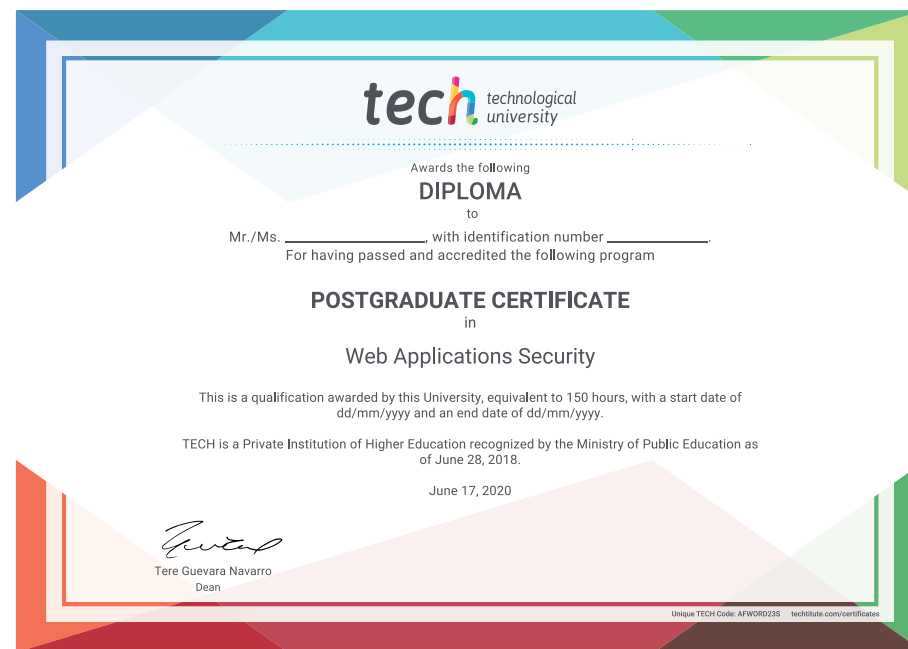 tech technological
university
Awards the following
DIPLOMA
to
Mr./Ms. ____________________, with identification number ______________.
For having passed and accredited the following program
POSTGRADUATE CERTIFICATE
in
Web Applications Security
This is a qualification awarded by this University, equivalent to 150 hours, with a start date of
dd/mm/yyyy and an end date of dd/mm/yyyy.
TECH is a Private Institution of Higher Education recognized by the Ministry of Public Education as
of June 28, 2018.
June 17, 2020
Tere Guevara Navarro
Dean
Unique TECH Code: AFWORD23S techtitute.com/certificates